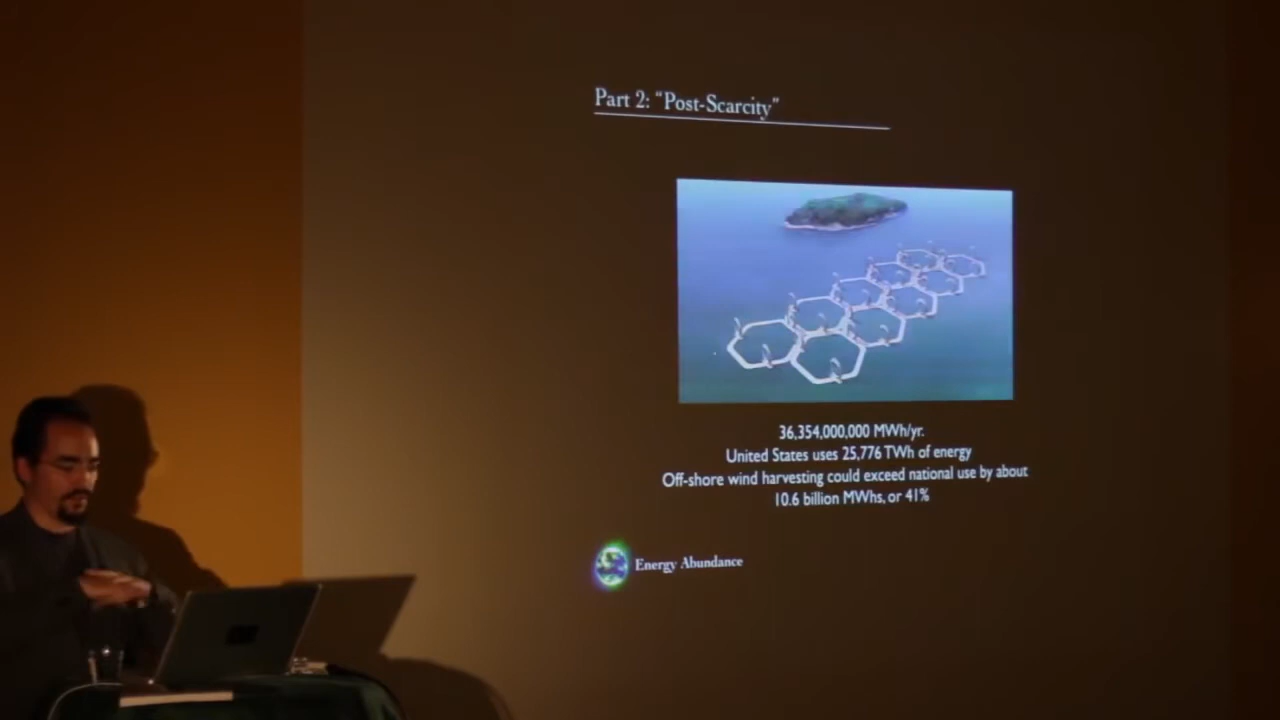 Part 2: "Post-Scarcity"
36,354,000,000 MWh/yr.
United States uses 25,776 TWh of energy
Off-shore wind harvesting could exceed national use by about
10.6 billion MWhs, or 41%
Energy Abundance